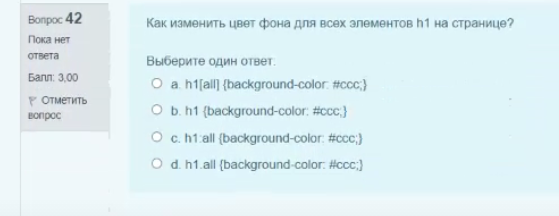 Вопрос 42
Пока нет
ответа
Балл: 3,00
Отметить
вопрос
Как изменить цвет фона для всех элементов h1 на странице?
Выберите один ответ:
a. h1[all] {background-color: #ccc;}
b. h1 {background-color: #ccc;}
c. h1:all {background-color: #ccc;}
d. h1.all {background-color: #ccc;}